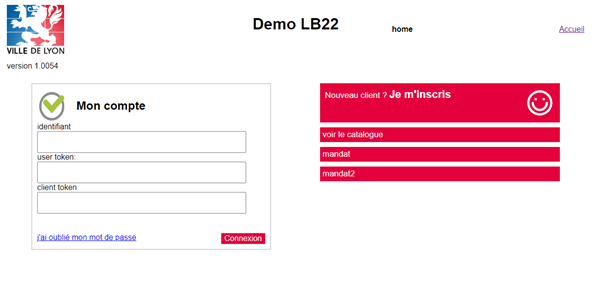 VILLE DE LYON
Demo LB22
home
Accueil
version 1.0054
Mon compte
identifiant
user token:
client token
j'ai oublié mon mot de passe
Connexion
Nouveau client ? Je m'inscris
voir le catalogue
mandat
mandat2